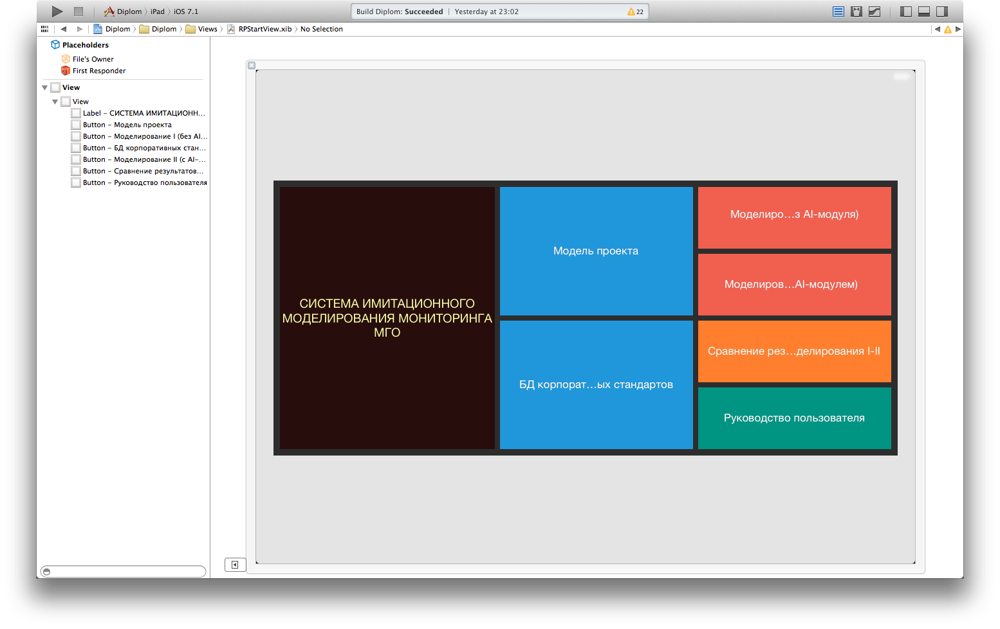 Diplom 〉 iPad 〉 iOS 7.1
Build Diplom: Succeeded | Yesterday at 23:02
22
Diplom 〉 Diplom 〉 Views 〉 RPStartView.xib 〉 No Selection
Placeholders
File's Owner
First Responder
View
View
Label – СИСТЕМА ИМИТАЦИОНН...
Button – Модель проекта
Button – Моделирование I (без AI...
Button – БД корпоративных стан...
Button – Моделирование II (с AI-...
Button – Сравнение результатов...
Button – Руководство пользователя
СИСТЕМА ИМИТАЦИОННОГО
МОДЕЛИРОВАНИЯ МОНИТОРИНГА
МГО
Модель проекта
БД корпорат...ых стандартов
Моделиро...з AI-модуля)
Моделиров...AI-модулем)
Сравнение рез...делирования I-II
Руководство пользователя